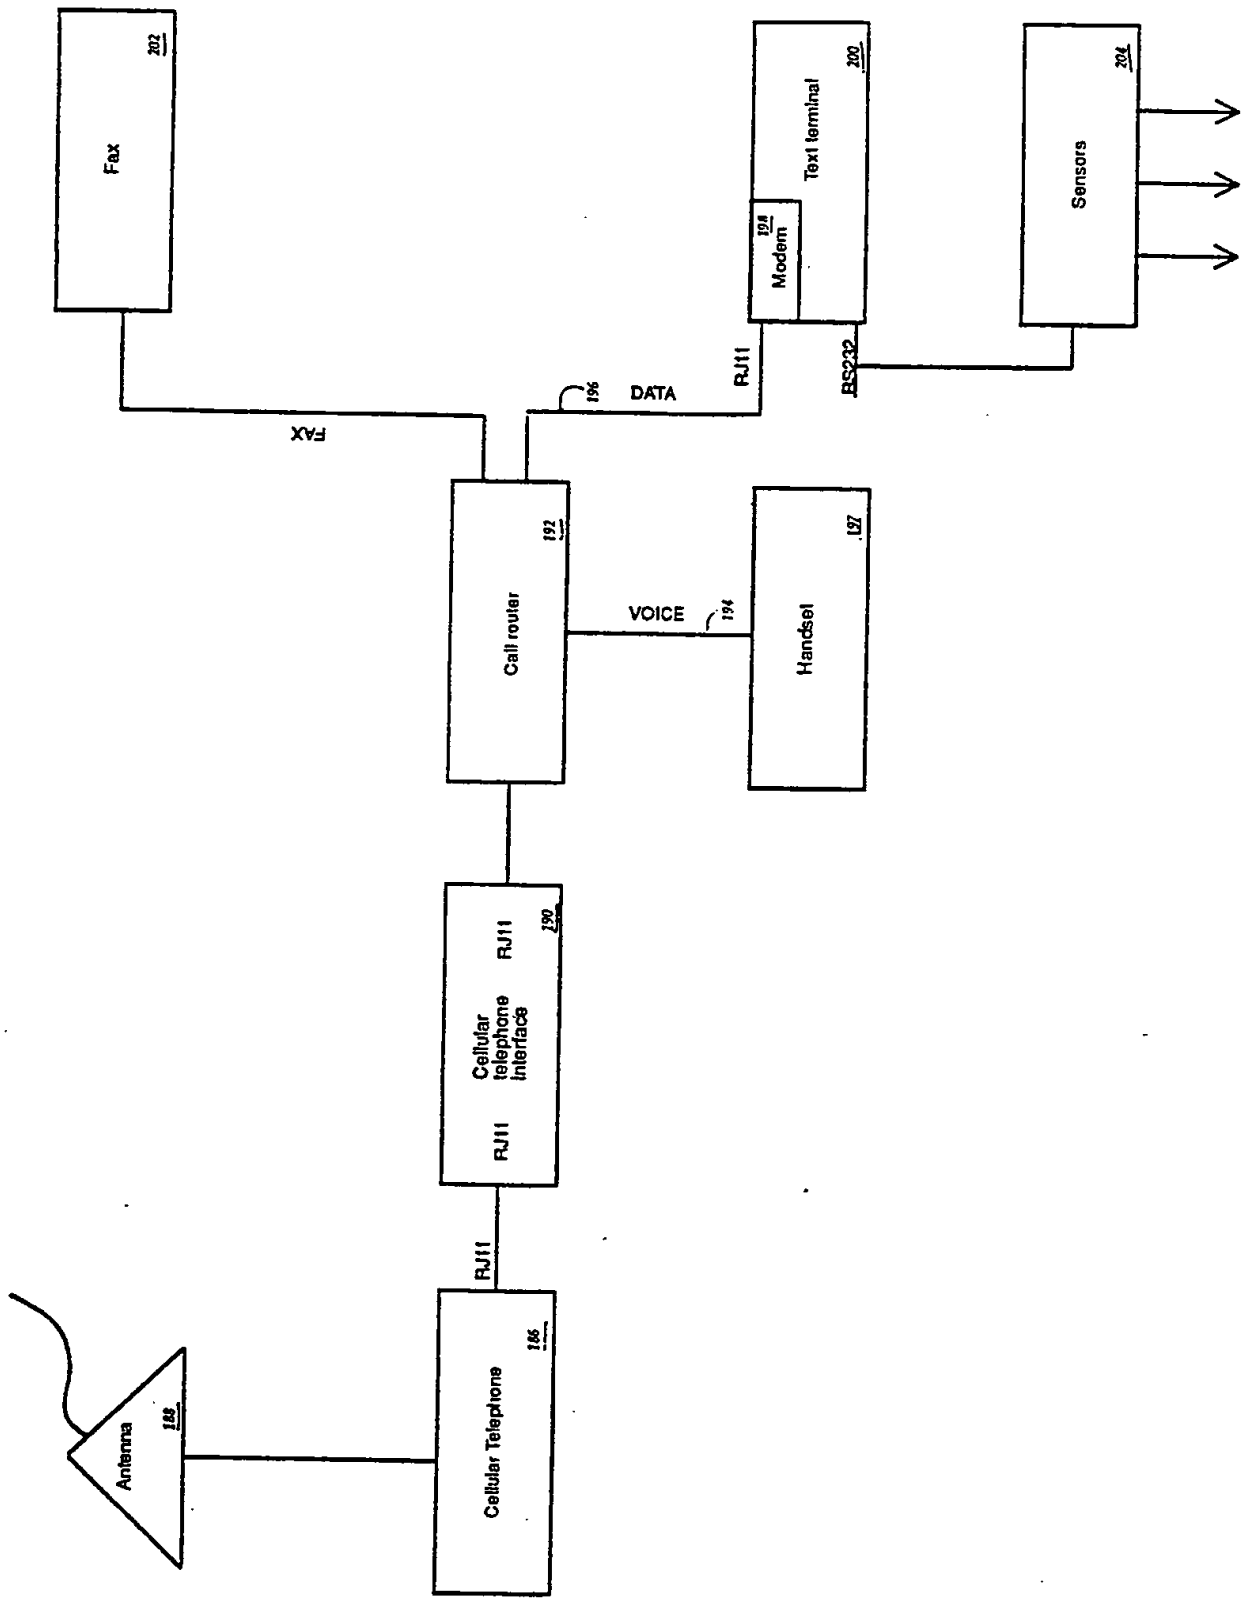 Antenna
188
Cellular Telephone
186
RJ11
Cellular
telephone
interface
RJ11
RJ11
190
Call router
192
FAX
Fax
202
VOICE
194
Handset
197
196
DATA
RJ11
RS232
198
Modem
Text terminal
200
Sensors
204